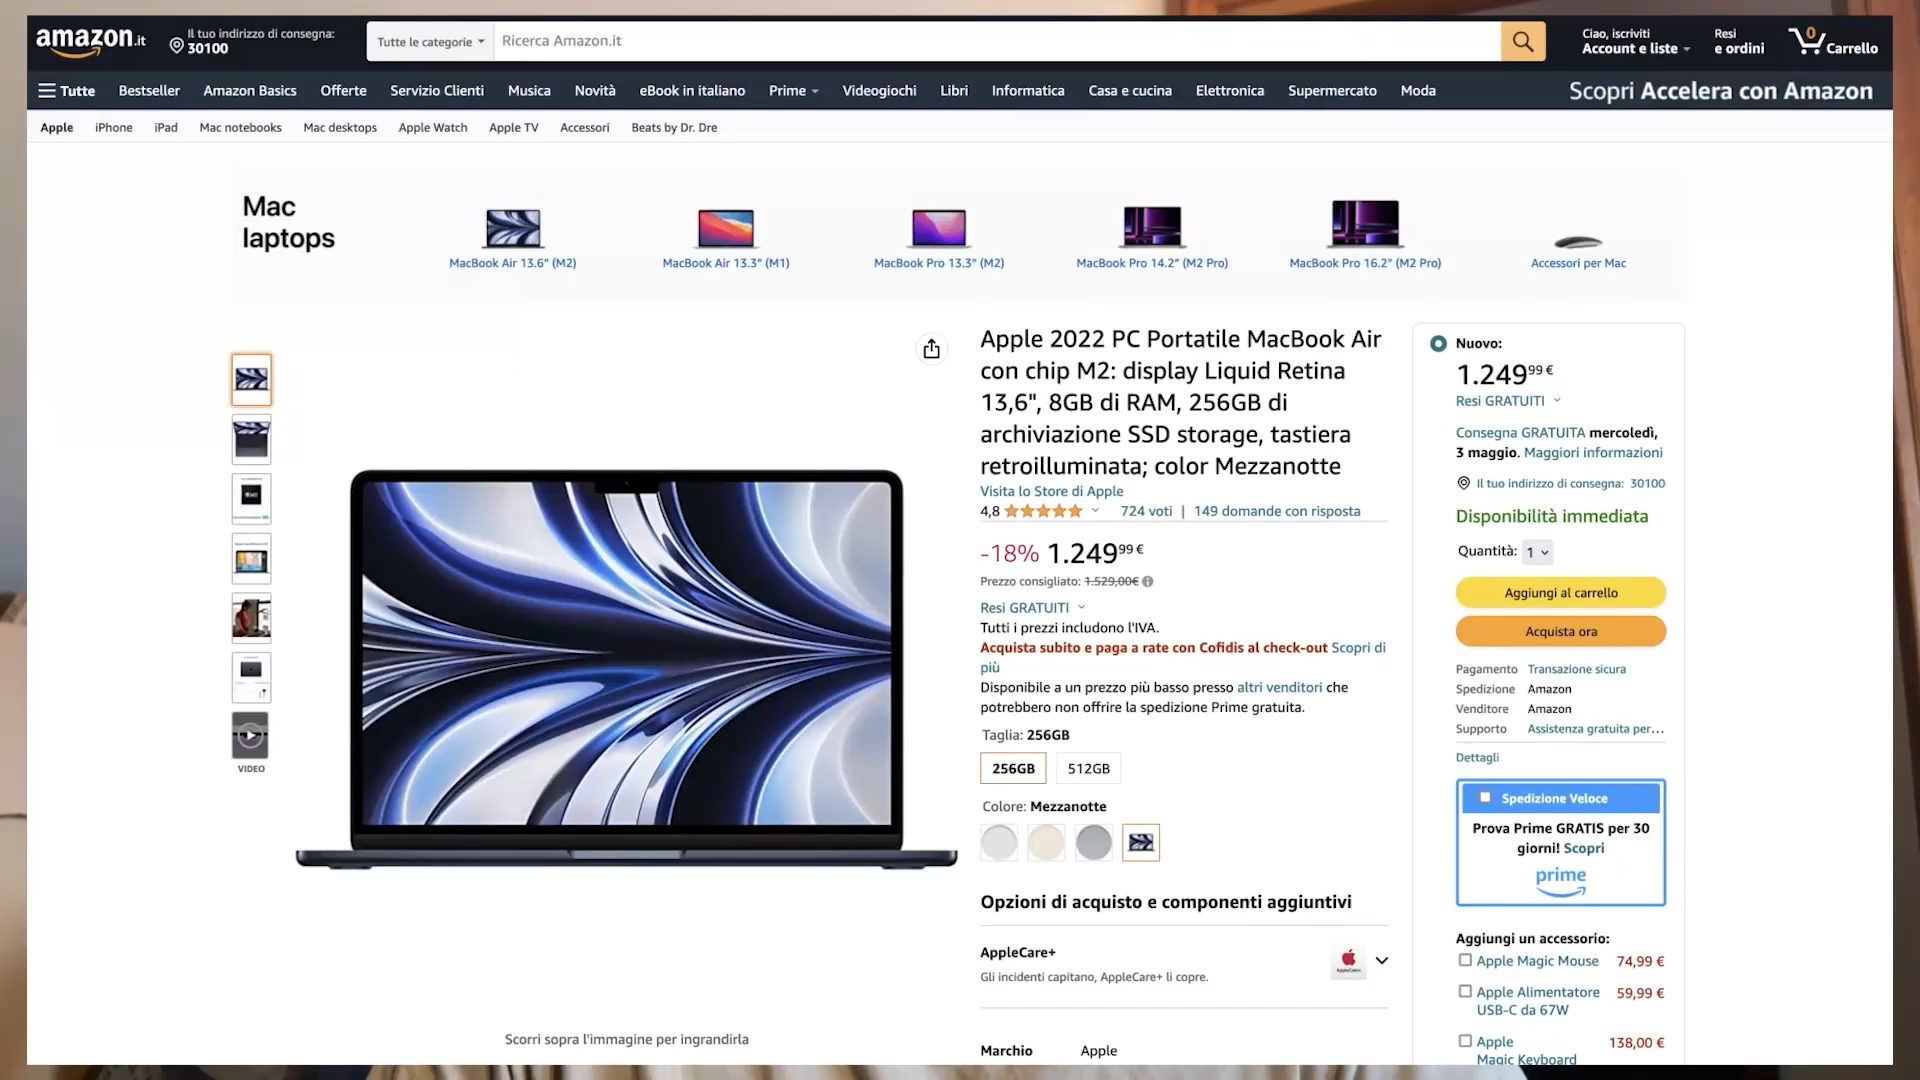 amazon.it
Il tuo indirizzo di consegna:
30100
Tutte le categorie
Ricerca Amazon.it
Ciao, iscriviti
Account e liste
Resi
e ordini
0
Carrello
Tutte
Bestseller
Amazon Basics
Offerte
Servizio Clienti
Musica
Novità
eBook in italiano
Prime
Videogiochi
Libri
Informatica
Casa e cucina
Elettronica
Supermercato
Moda
Scopri Accelera con Amazon
Apple
iPhone
iPad
Mac notebooks
Mac desktops
Apple Watch
Apple TV
Accessori
Beats by Dr. Dre
Mac
laptops
MacBook Air 13.6" (M2)
MacBook Air 13.3" (M1)
MacBook Pro 13.3" (M2)
MacBook Pro 14.2" (M2 Pro)
MacBook Pro 16.2" (M2 Pro)
Accessori per Mac
VIDEO
Scorri sopra l'immagine per ingrandirla
Apple 2022 PC Portatile MacBook Air
con chip M2: display Liquid Retina
13,6", 8GB di RAM, 256GB di
archiviazione SSD storage, tastiera
retroilluminata; color Mezzanotte
Visita lo Store di Apple
4,8
724 voti | 149 domande con risposta
-18% 1.24999 €
Prezzo consigliato: 1.529,00€
Resi GRATUITI
Tutti i prezzi includono l'IVA.
Acquista subito e paga a rate con Cofidis al check-out Scopri di
più
Disponibile a un prezzo più basso presso altri venditori che
potrebbero non offrire la spedizione Prime gratuita.
Taglia: 256GB
256GB
512GB
Colore: Mezzanotte
Opzioni di acquisto e componenti aggiuntivi
AppleCare+
Gli incidenti capitano, AppleCare+ li copre.
Marchio
Apple
Nuovo:
1.24999 €
Resi GRATUITI
Consegna GRATUITA mercoledì,
3 maggio. Maggiori informazioni
Il tuo indirizzo di consegna: 30100
Disponibilità immediata
Quantità: 1
Aggiungi al carrello
Acquista ora
Pagamento Transazione sicura
Spedizione Amazon
Venditore Amazon
Supporto Assistenza gratuita per...
Dettagli
Spedizione Veloce
Prova Prime GRATIS per 30
giorni! Scopri
prime
Aggiungi un accessorio:
Apple Magic Mouse 74,99 €
Apple Alimentatore 59,99 €
USB-C da 67W
Apple 138,00 €
Magic Keyboard